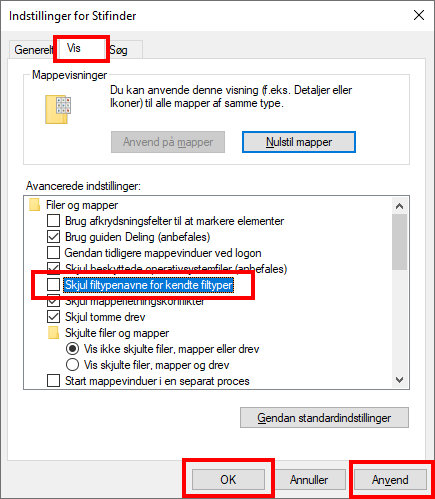 Indstillinger for Stifinder
Generelt Vis Søg
Mappevisninger
Du kan anvende denne visning (f.eks. Detaljer eller
Ikoner) til alle mapper af samme type.
Anvend på mapper Nulstil mapper
Avancerede indstillinger:
Filer og mapper
Brug afkrydsningsfelter til at markere elementer
Brug guiden Deling (anbefales)
Gendan tidligere mappevinduer ved logon
Skjul beskyttede operativsystemfiler (anbefales)
Skjul filtypenavne for kendte filtyper
Skjul mappefletningskonflikter
Skjul tomme drev
Skjulte filer og mapper
Vis ikke skjulte filer, mapper eller drev
Vis skjulte filer, mapper og drev
Start mappevinduer i en separat proces
Gendan standardindstillinger
OK Annuller Anvend